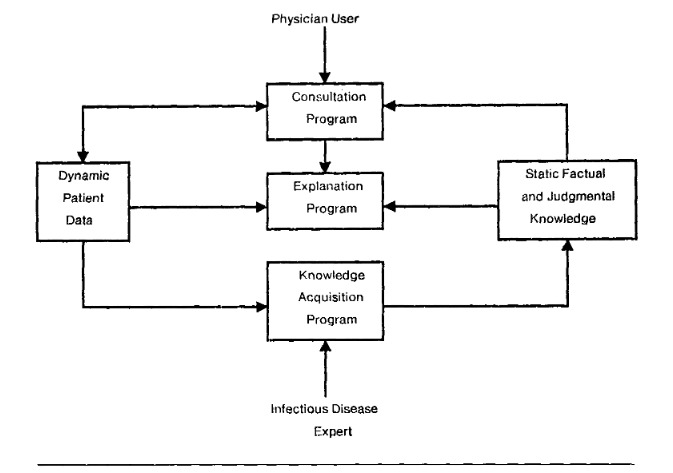 Physician User
Consultation
Program
Dynamic
Patient
Data
Explanation
Program
Static Factual
and Judgmental
Knowledge
Knowledge
Acquisition
Program
Infectious Disease
Expert